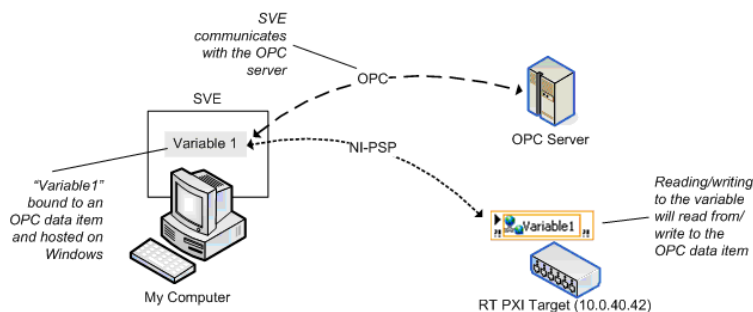 SVE
communicates
with the OPC
server
OPC
SVE
Variable 1
OPC Server
NI-PSP
"Variable1"
bound to an
OPC data item
and hosted on
Windows
Reading/writing
to the variable
will read from/
write to the
OPC data item
Variable1
My Computer
RT PXI Target (10.0.40.42)